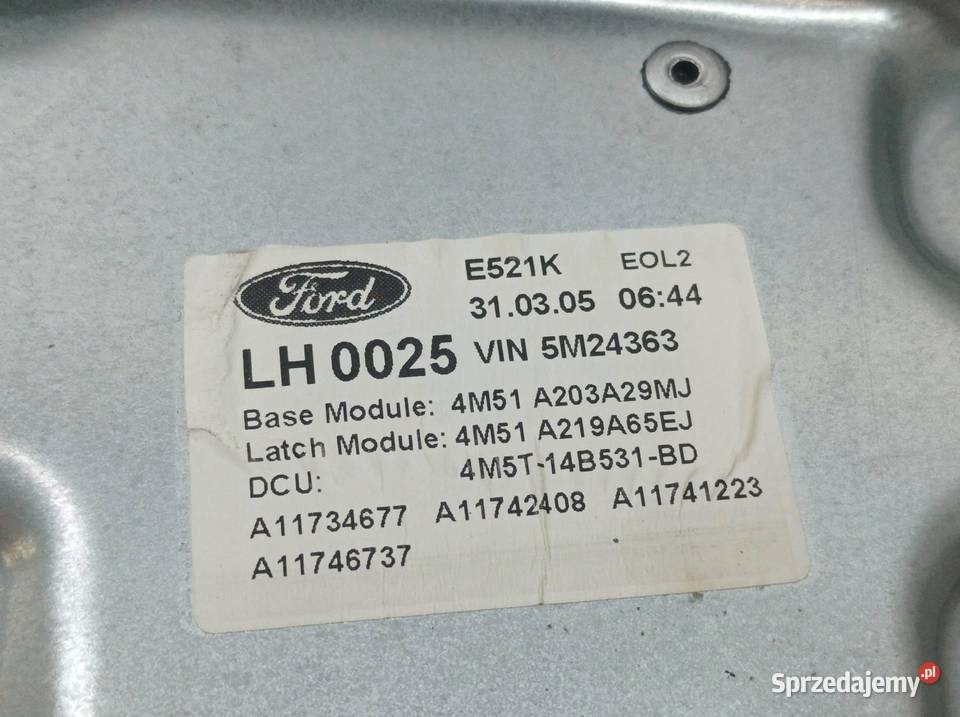 Ford E521K EOL2
31.03.05 06:44
LH 0025 VIN 5M24363
Base Module: 4M51 A203A29MJ
Latch Module: 4M51 A219A65EJ
DCU: 4M5T-14B531-BD
A11734677 A11742408 A11741223
A11746737
Sprzedajemy.pl